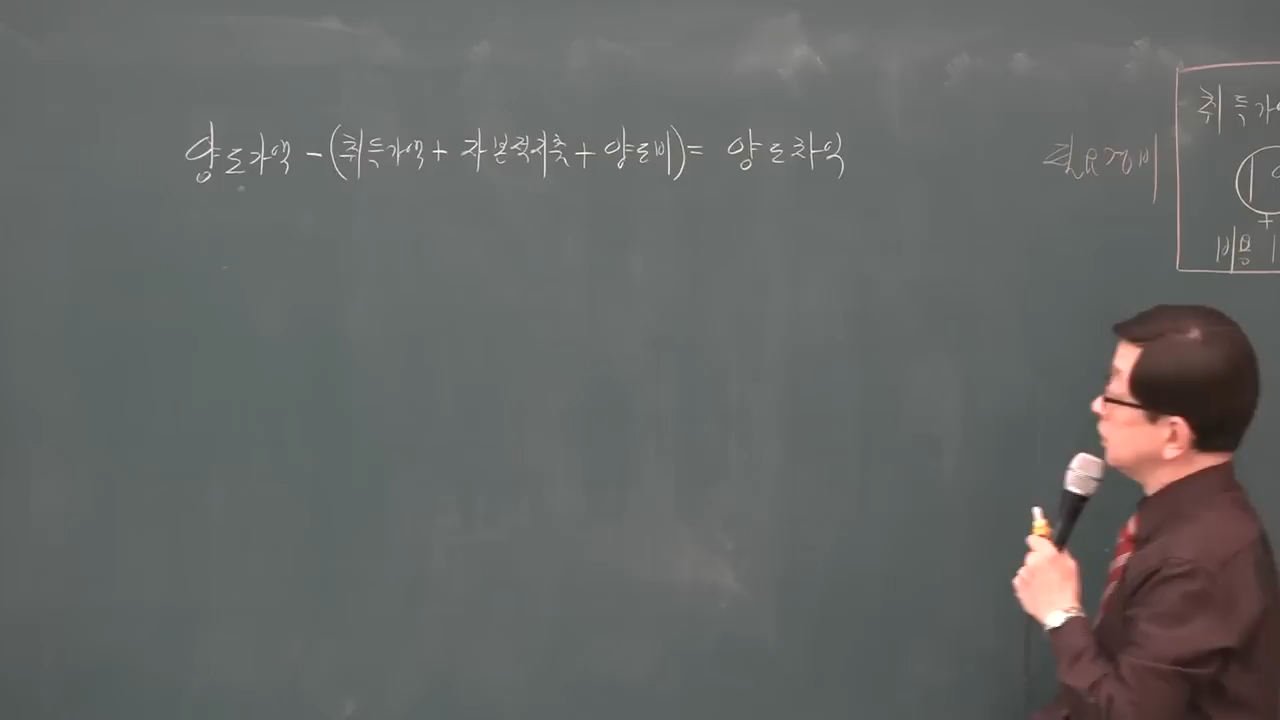 양도가액 - (취득가액 + 자본적지출 + 양도비) = 양도차익
필요경비
취득가
+
비용